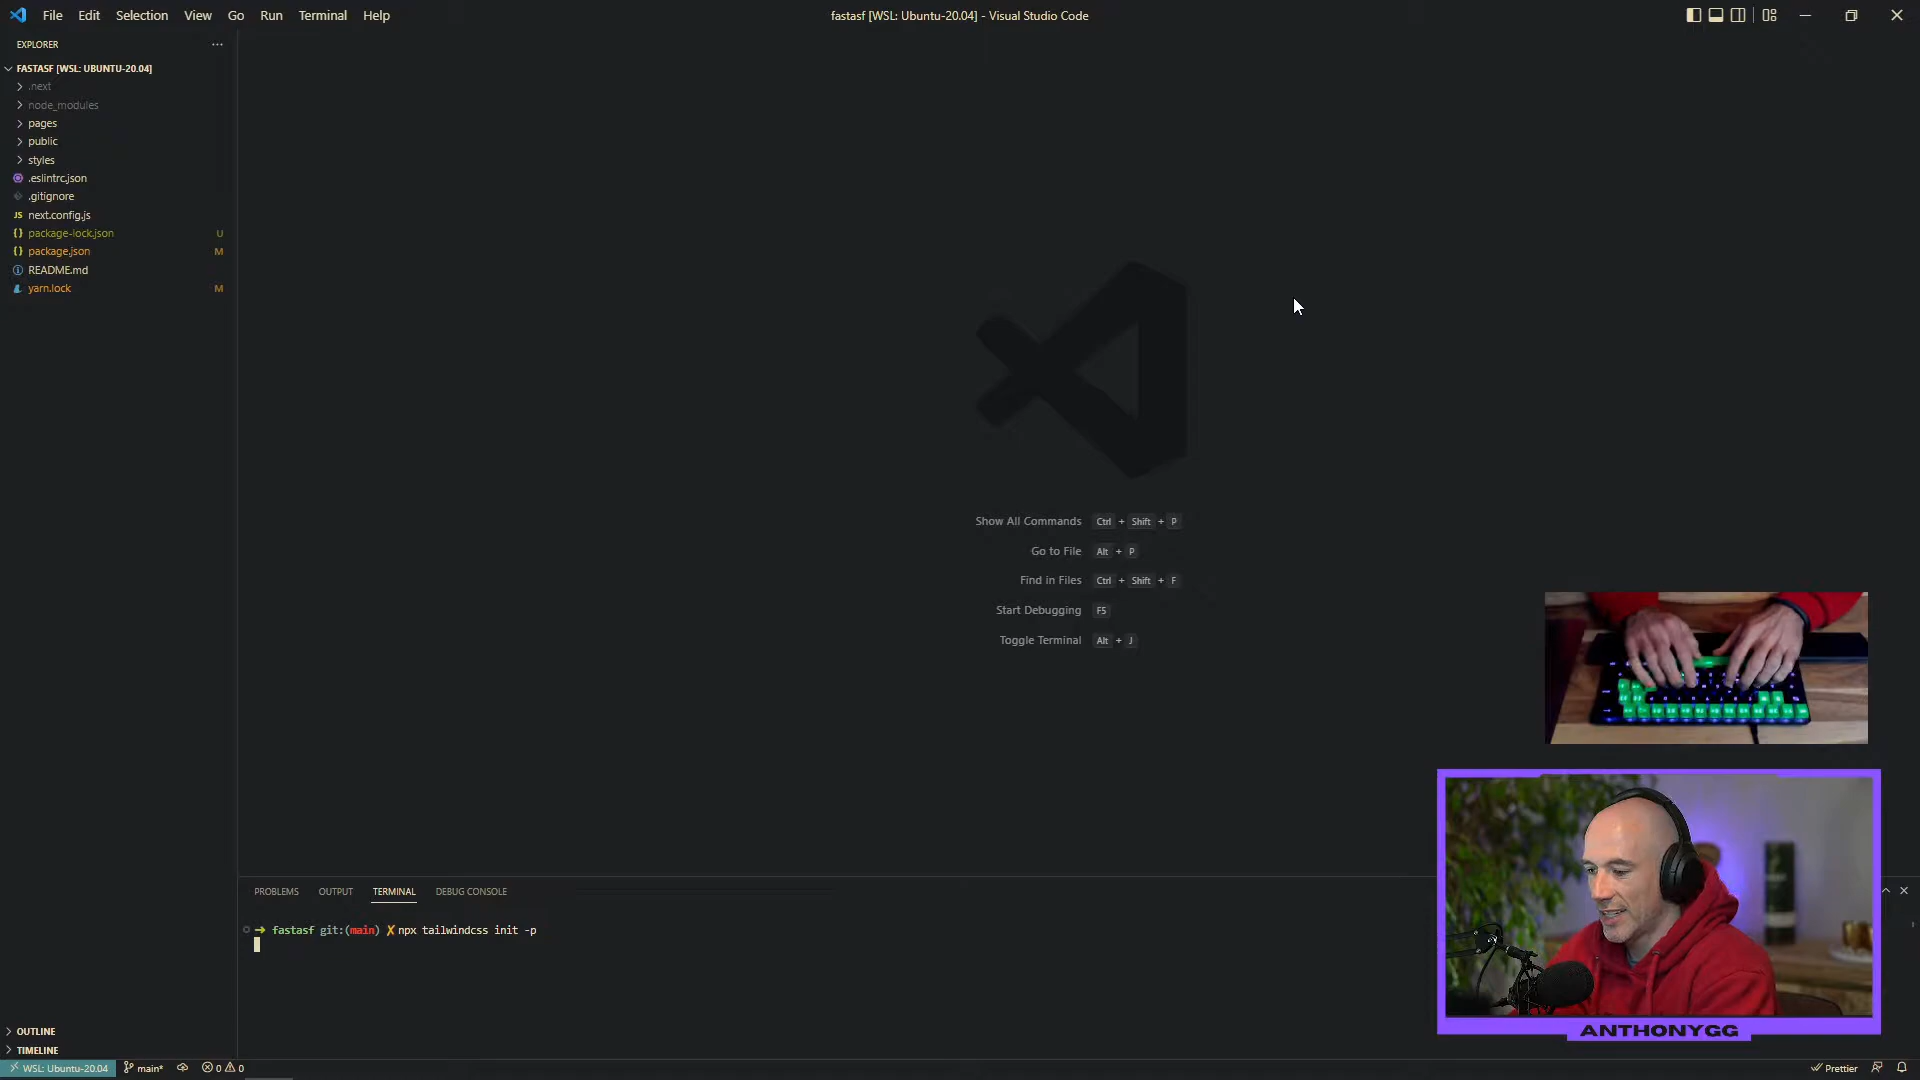 File Edit Selection View Go Run Terminal Help
fastasf [WSL: Ubuntu-20.04] - Visual Studio Code
EXPLORER
FASTASF [WSL: UBUNTU-20.04]
.next
node_modules
pages
public
styles
.eslintrc.json
.gitignore
JS next.config.js
{} package-lock.json U
{} package.json M
README.md
yarn.lock M
Show All Commands Ctrl + Shift + P
Go to File Alt + P
Find in Files Ctrl + Shift + F
Start Debugging F5
Toggle Terminal Alt + J
PROBLEMS OUTPUT TERMINAL DEBUG CONSOLE
➜ fastasf git:(main) ✗ npx tailwindcss init -p
ANTHONYGG
OUTLINE
TIMELINE
WSL: Ubuntu-20.04 main* 0 0 Prettier